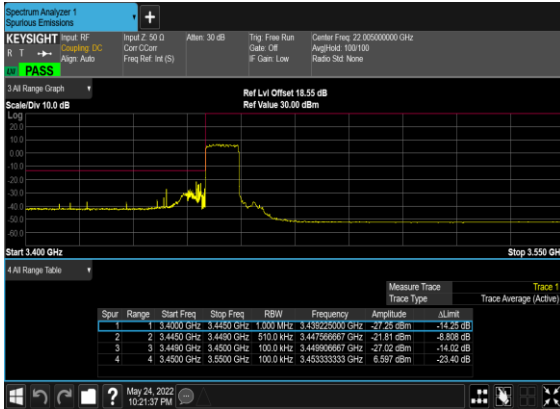 Spectrum Analyzer 1
Spurious Emissions
KEYSIGHT Input: RF Input Z: 50 Ω Atten: 30 dB Trig: Free Run Center Freq: 22.005000000 GHz
R T Coupling: DC Corr CCorr Gate: Off Avg|Hold: 100/100
Align: Auto Freq Ref: Int (S) IF Gain: Low Radio Std: None
PASS
3 All Range Graph
Ref Lvl Offset 18.55 dB
Scale/Div 10.0 dB Ref Value 30.00 dBm
Log
20.0
10.0
0.00
-10.0
-20.0
-30.0
-40.0
-50.0
-60.0
Start 3.400 GHz Stop 3.550 GH
4 All Range Table
Measure Trace Trace 1
Trace Type Trace Average (Active)
Spur Range Start Freq Stop Freq RBW Frequency Amplitude ΔLimit
1 1 3.4000 GHz 3.4450 GHz 1.000 MHz 3.439225000 GHz -27.25 dBm -14.25 dB
2 2 3.4450 GHz 3.4490 GHz 510.0 kHz 3.447566667 GHz -21.81 dBm -8.808 dB
3 3 3.4490 GHz 3.4500 GHz 100.0 kHz 3.449906667 GHz -27.02 dBm -14.02 dB
4 4 3.4500 GHz 3.5500 GHz 100.0 kHz 3.453333333 GHz 6.597 dBm -23.40 dB
May 24, 2022
10:21:37 PM